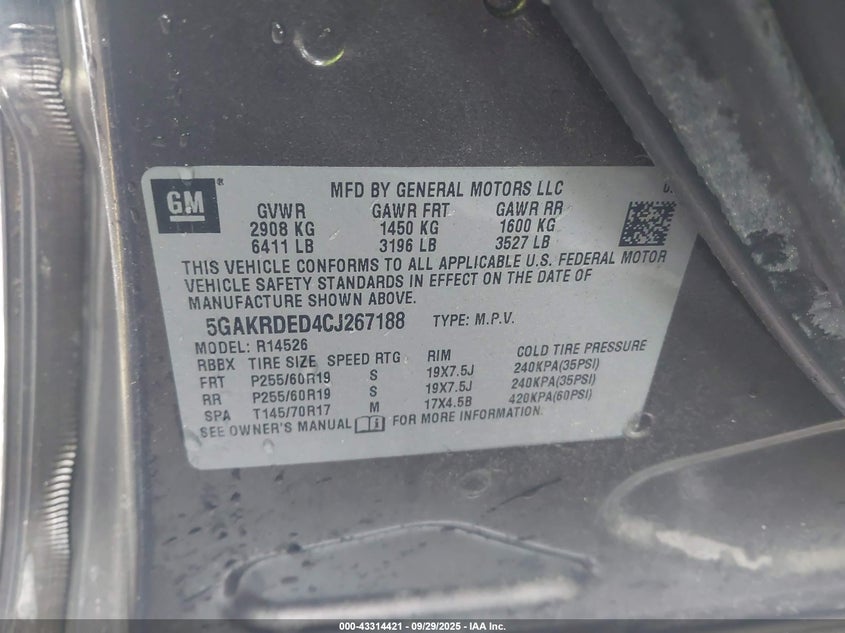 GM ®
MFD BY GENERAL MOTORS LLC
GVWR GAWR FRT GAWR RR
2908 KG 1450 KG 1600 KG
6411 LB 3196 LB 3527 LB
THIS VEHICLE CONFORMS TO ALL APPLICABLE U.S. FEDERAL MOTOR
VEHICLE SAFETY STANDARDS IN EFFECT ON THE DATE OF
MANUFACTURE SHOWN ABOVE.
5GAKRDED4CJ267188 TYPE: M.P.V.
MODEL: R14526
RBBX TIRE SIZE SPEED RTG RIM COLD TIRE PRESSURE
FRT P255/60R19 S 19X7.5J 240KPA(35PSI)
RR P255/60R19 S 19X7.5J 240KPA(35PSI)
SPA T145/70R17 M 17X4.5B 420KPA(60PSI)
SEE OWNER'S MANUAL FOR MORE INFORMATION.
000-43314421 - 09/29/2025 - IAA Inc.